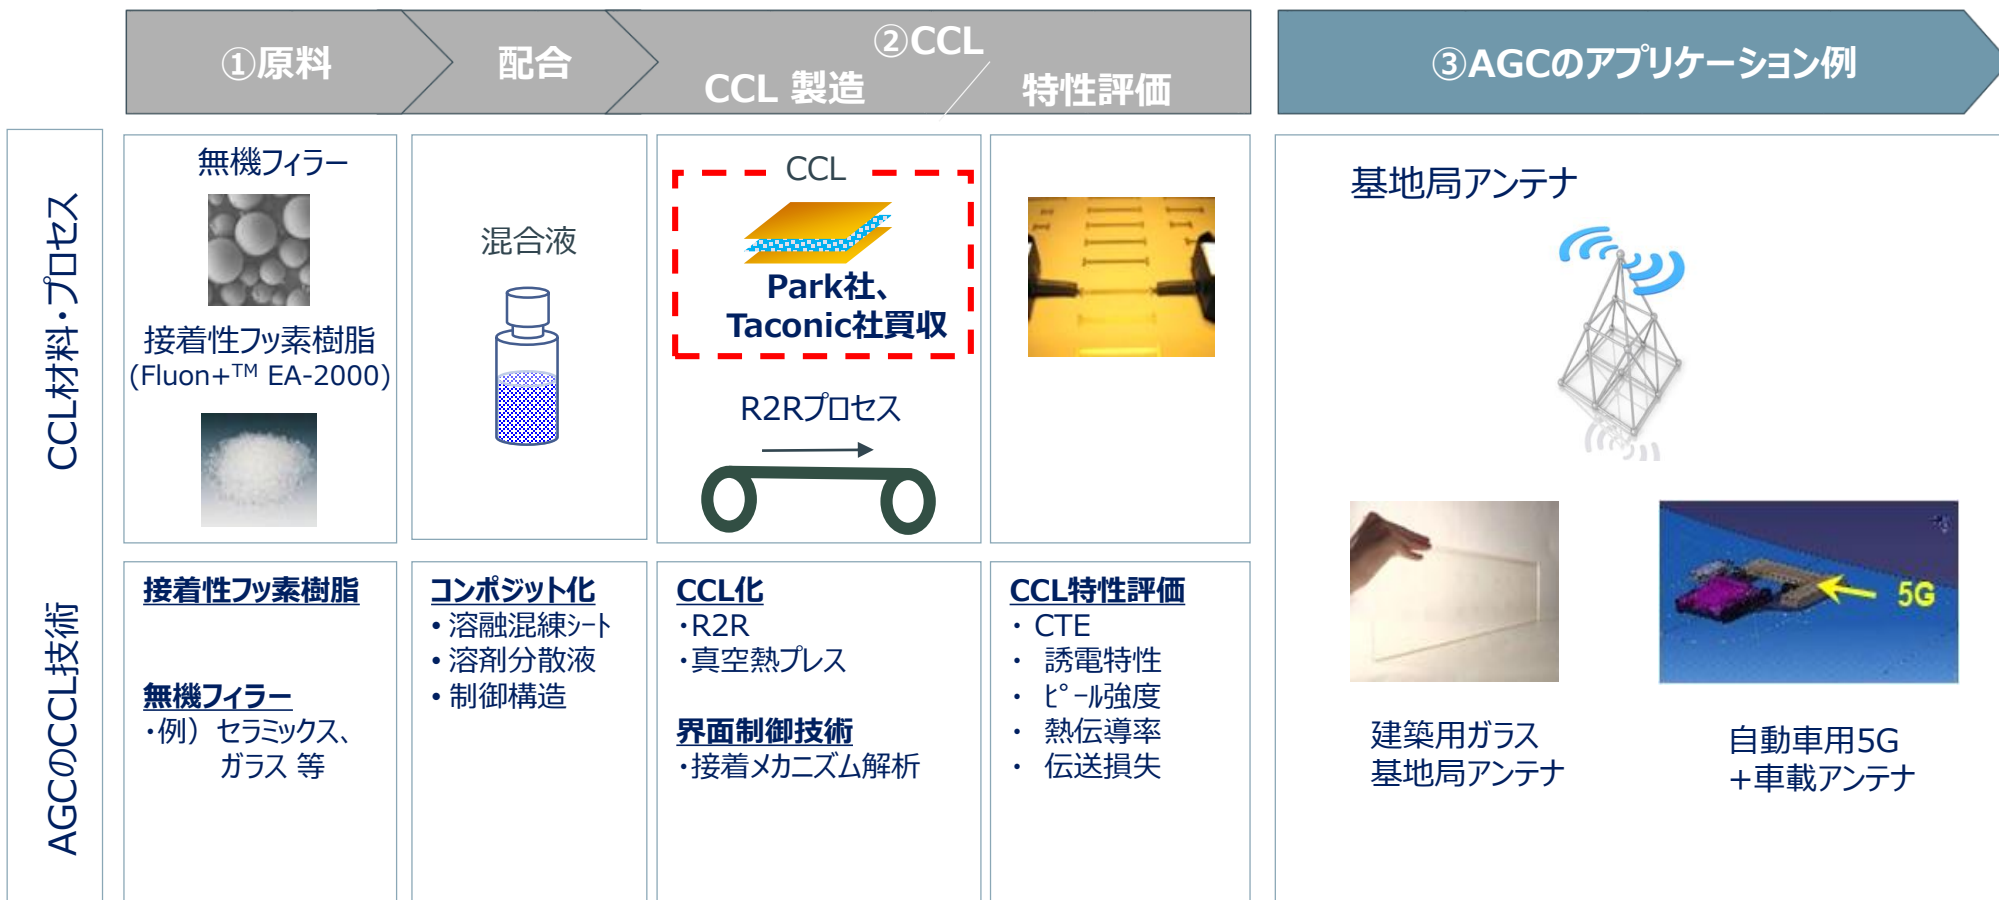 ①原料
配合
②CCL
CCL 製造
特性評価
③AGCのアプリケーション例
CCL材料・プロセス
無機フィラー
接着性フッ素樹脂
(Fluon+™ EA-2000)
混合液
CCL
Park社、
Taconic社買収
R2Rプロセス
基地局アンテナ
5G
建築用ガラス
基地局アンテナ
自動車用5G
+車載アンテナ
AGCのCCL技術
接着性フッ素樹脂
無機フィラー
・例）セラミックス、
ガラス 等
コンポジット化
• 溶融混練シート
• 溶剤分散液
• 制御構造
CCL化
・R2R
・真空熱プレス
界面制御技術
・接着メカニズム解析
CCL特性評価
・ CTE
・ 誘電特性
・ ピール強度
・ 熱伝導率
・ 伝送損失